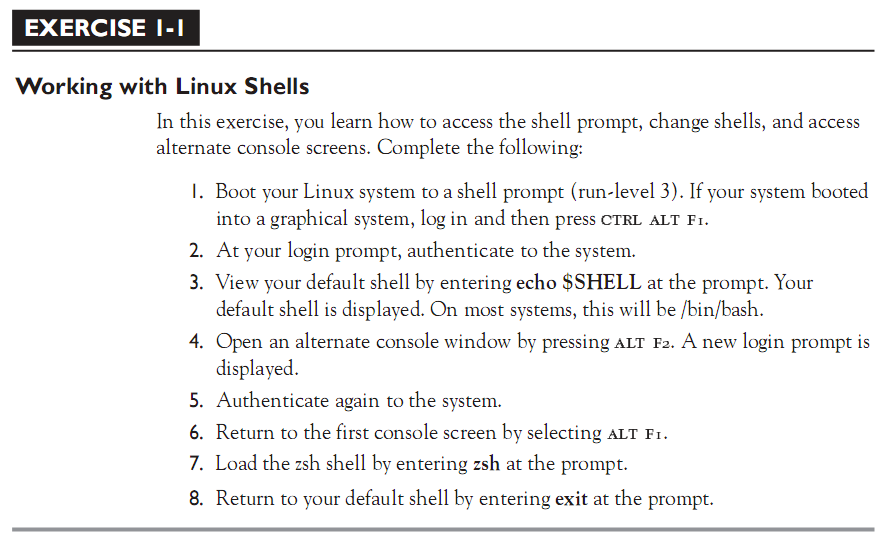 EXERCISE 1-1
Working with Linux Shells
In this exercise, you learn how to access the shell prompt, change shells, and access
alternate console screens. Complete the following:
1. Boot your Linux system to a shell prompt (run-level 3). If your system booted
into a graphical system, log in and then press CTRL ALT F1.
2. At your login prompt, authenticate to the system.
3. View your default shell by entering echo $SHELL at the prompt. Your
default shell is displayed. On most systems, this will be /bin/bash.
4. Open an alternate console window by pressing ALT F2. A new login prompt is
displayed.
5. Authenticate again to the system.
6. Return to the first console screen by selecting ALT F1.
7. Load the zsh shell by entering zsh at the prompt.
8. Return to your default shell by entering exit at the prompt.